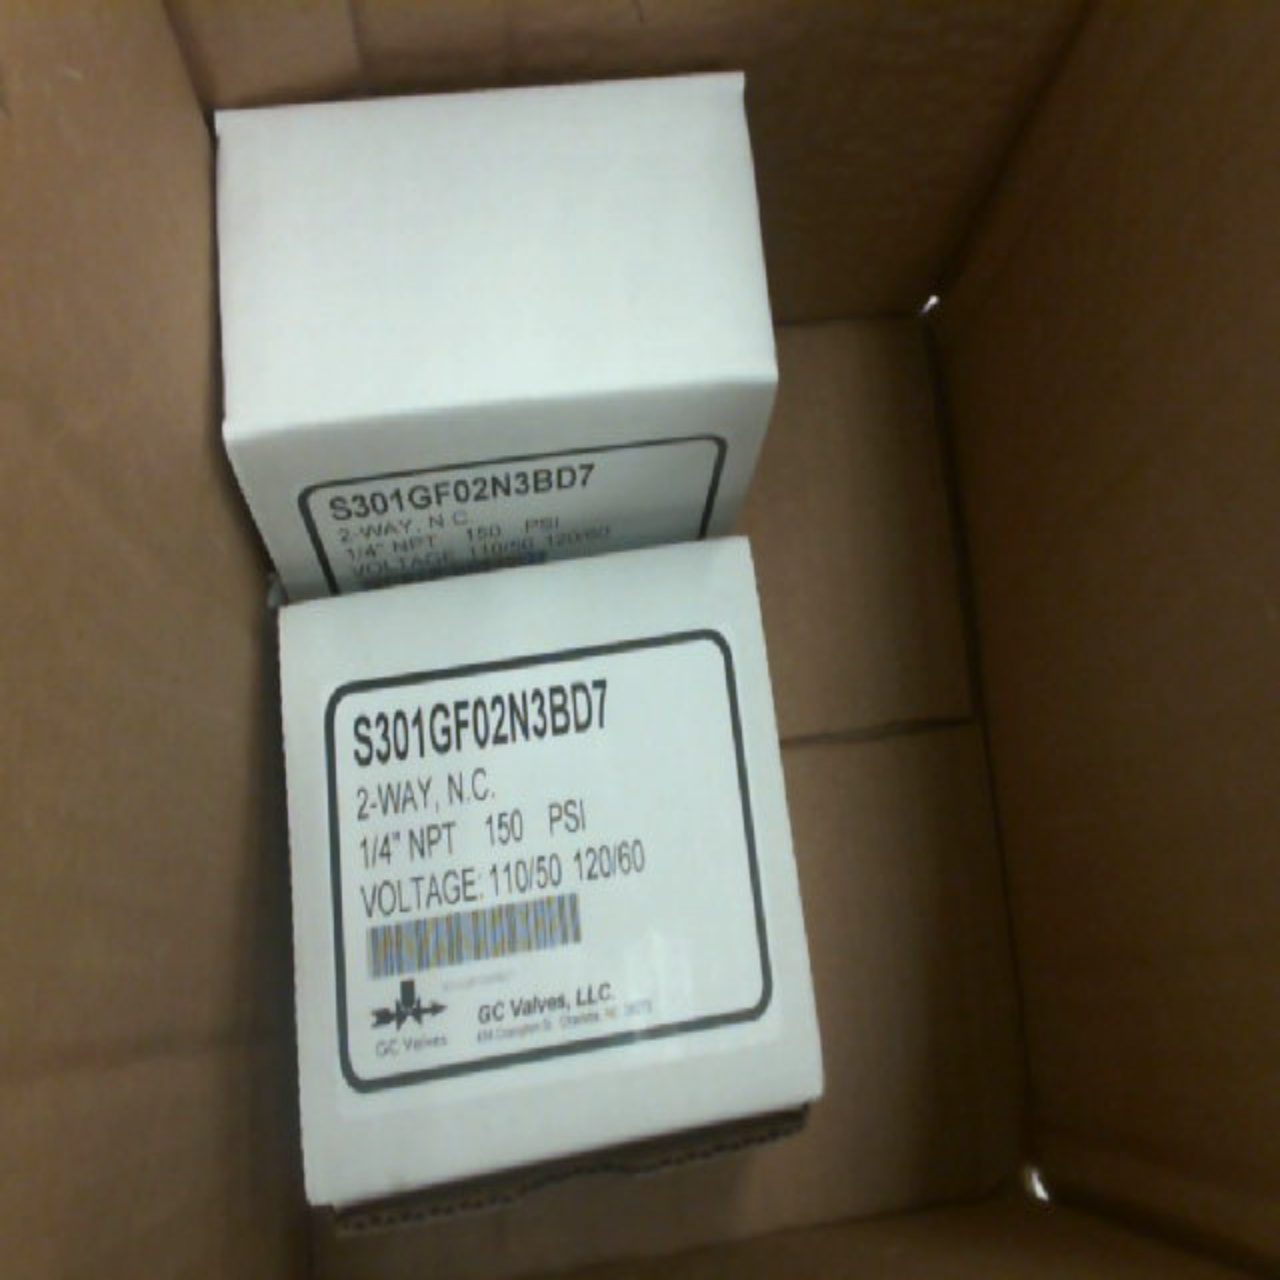 S301GF02N3BD7
2-WAY, N.C.
1/4" NPT 150 PSI
VOLTAGE 110/50 120/60
S301GF02N3BD7
2-WAY, N.C.
1/4" NPT 150 PSI
VOLTAGE: 110/50 120/60
GC Valves
GC Valves, LLC.